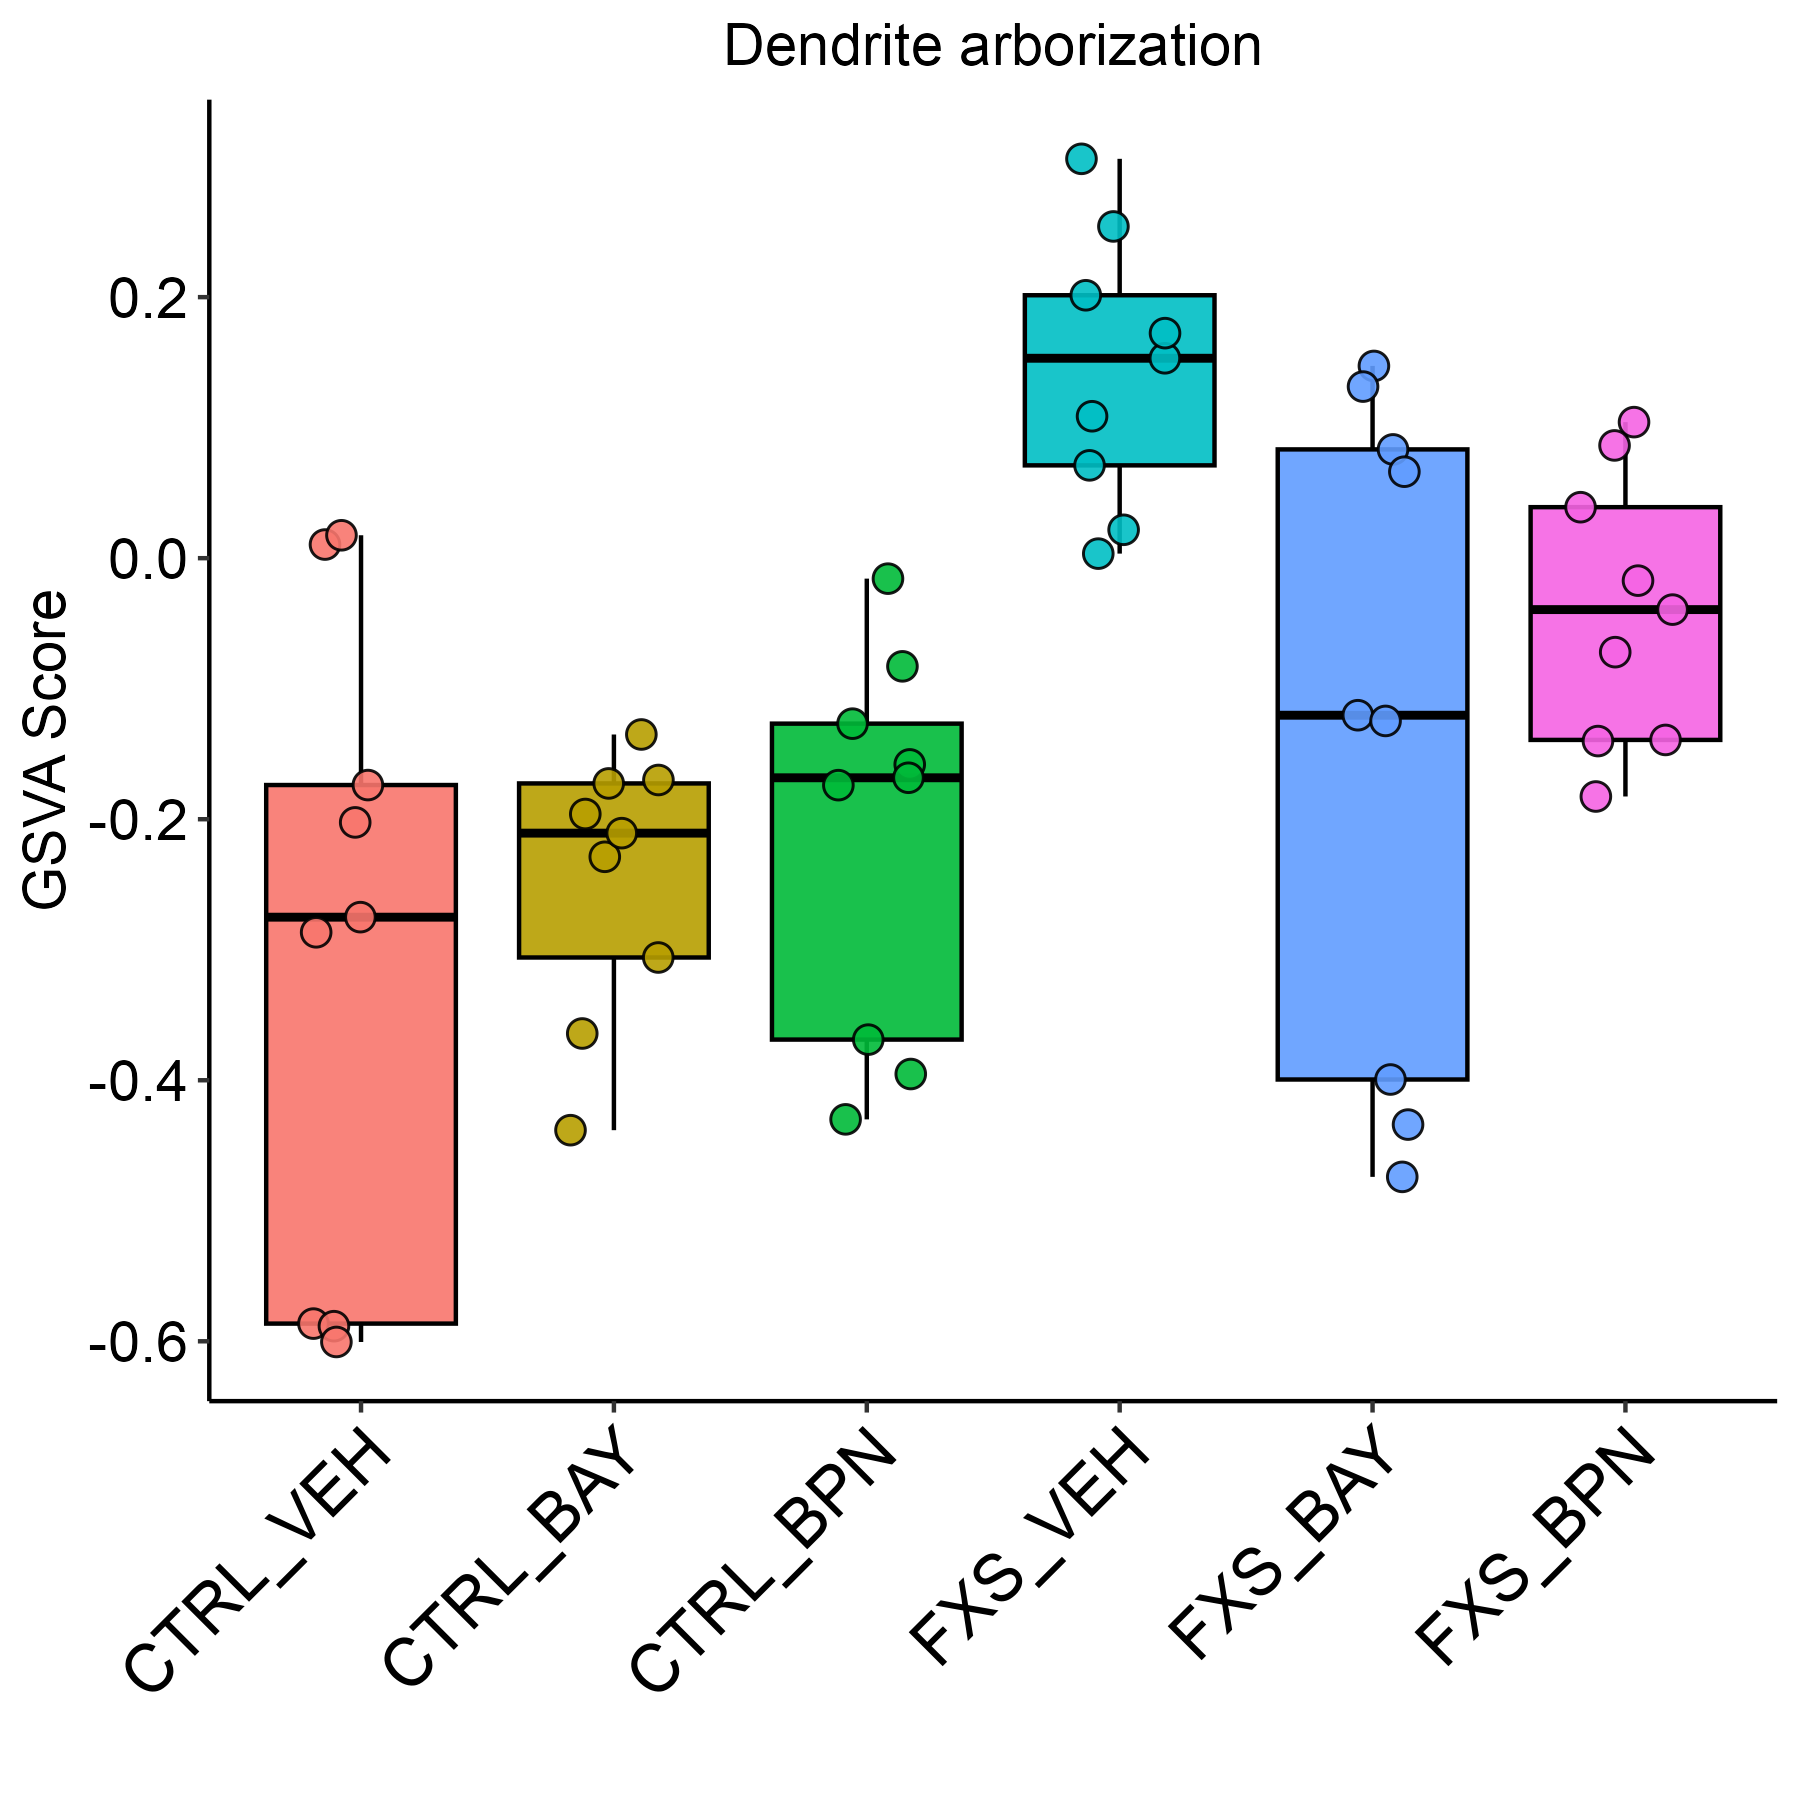 Dendrite arborization
GSVA Score
0.2
0.0
-0.2
-0.4
-0.6
CTRL_VEH
CTRL_BAY
CTRL_BPN
FXS_VEH
FXS_BAY
FXS_BPN